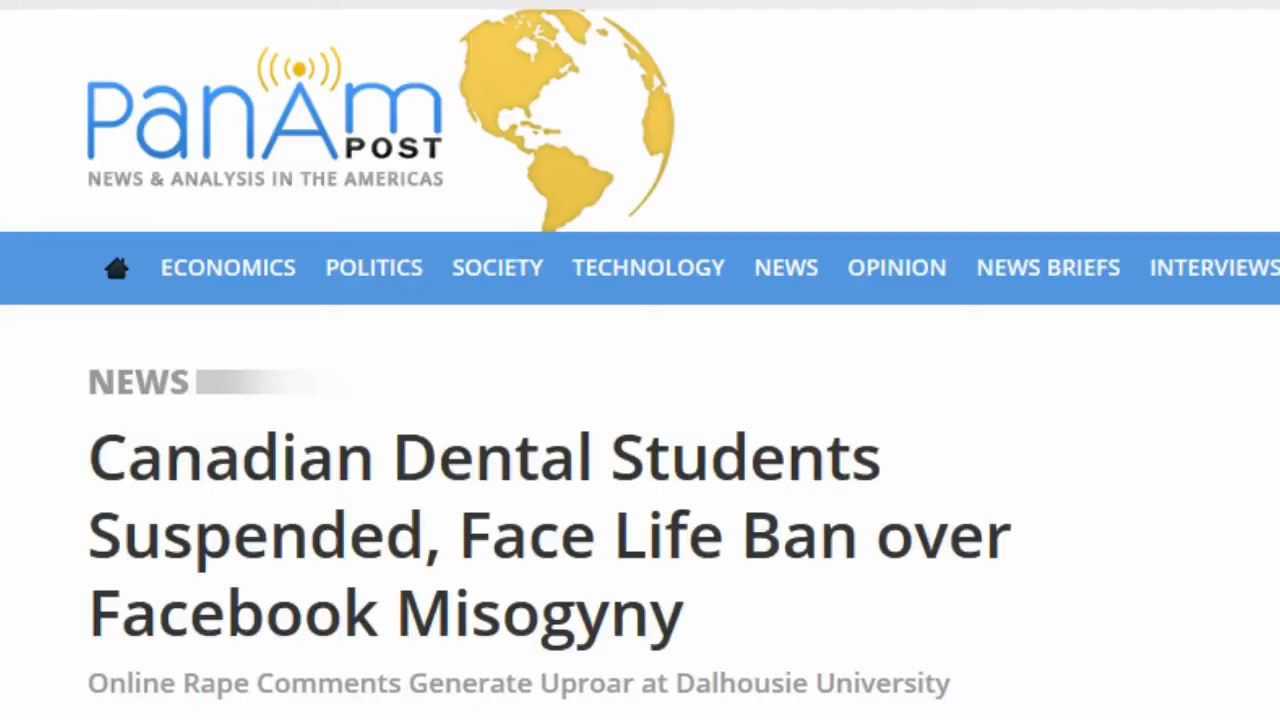 PanAm
POST
NEWS & ANALYSIS IN THE AMERICAS
ECONOMICS POLITICS SOCIETY TECHNOLOGY NEWS OPINION NEWS BRIEFS INTERVIEWS
NEWS
Canadian Dental Students
Suspended, Face Life Ban over
Facebook Misogyny
Online Rape Comments Generate Uproar at Dalhousie University